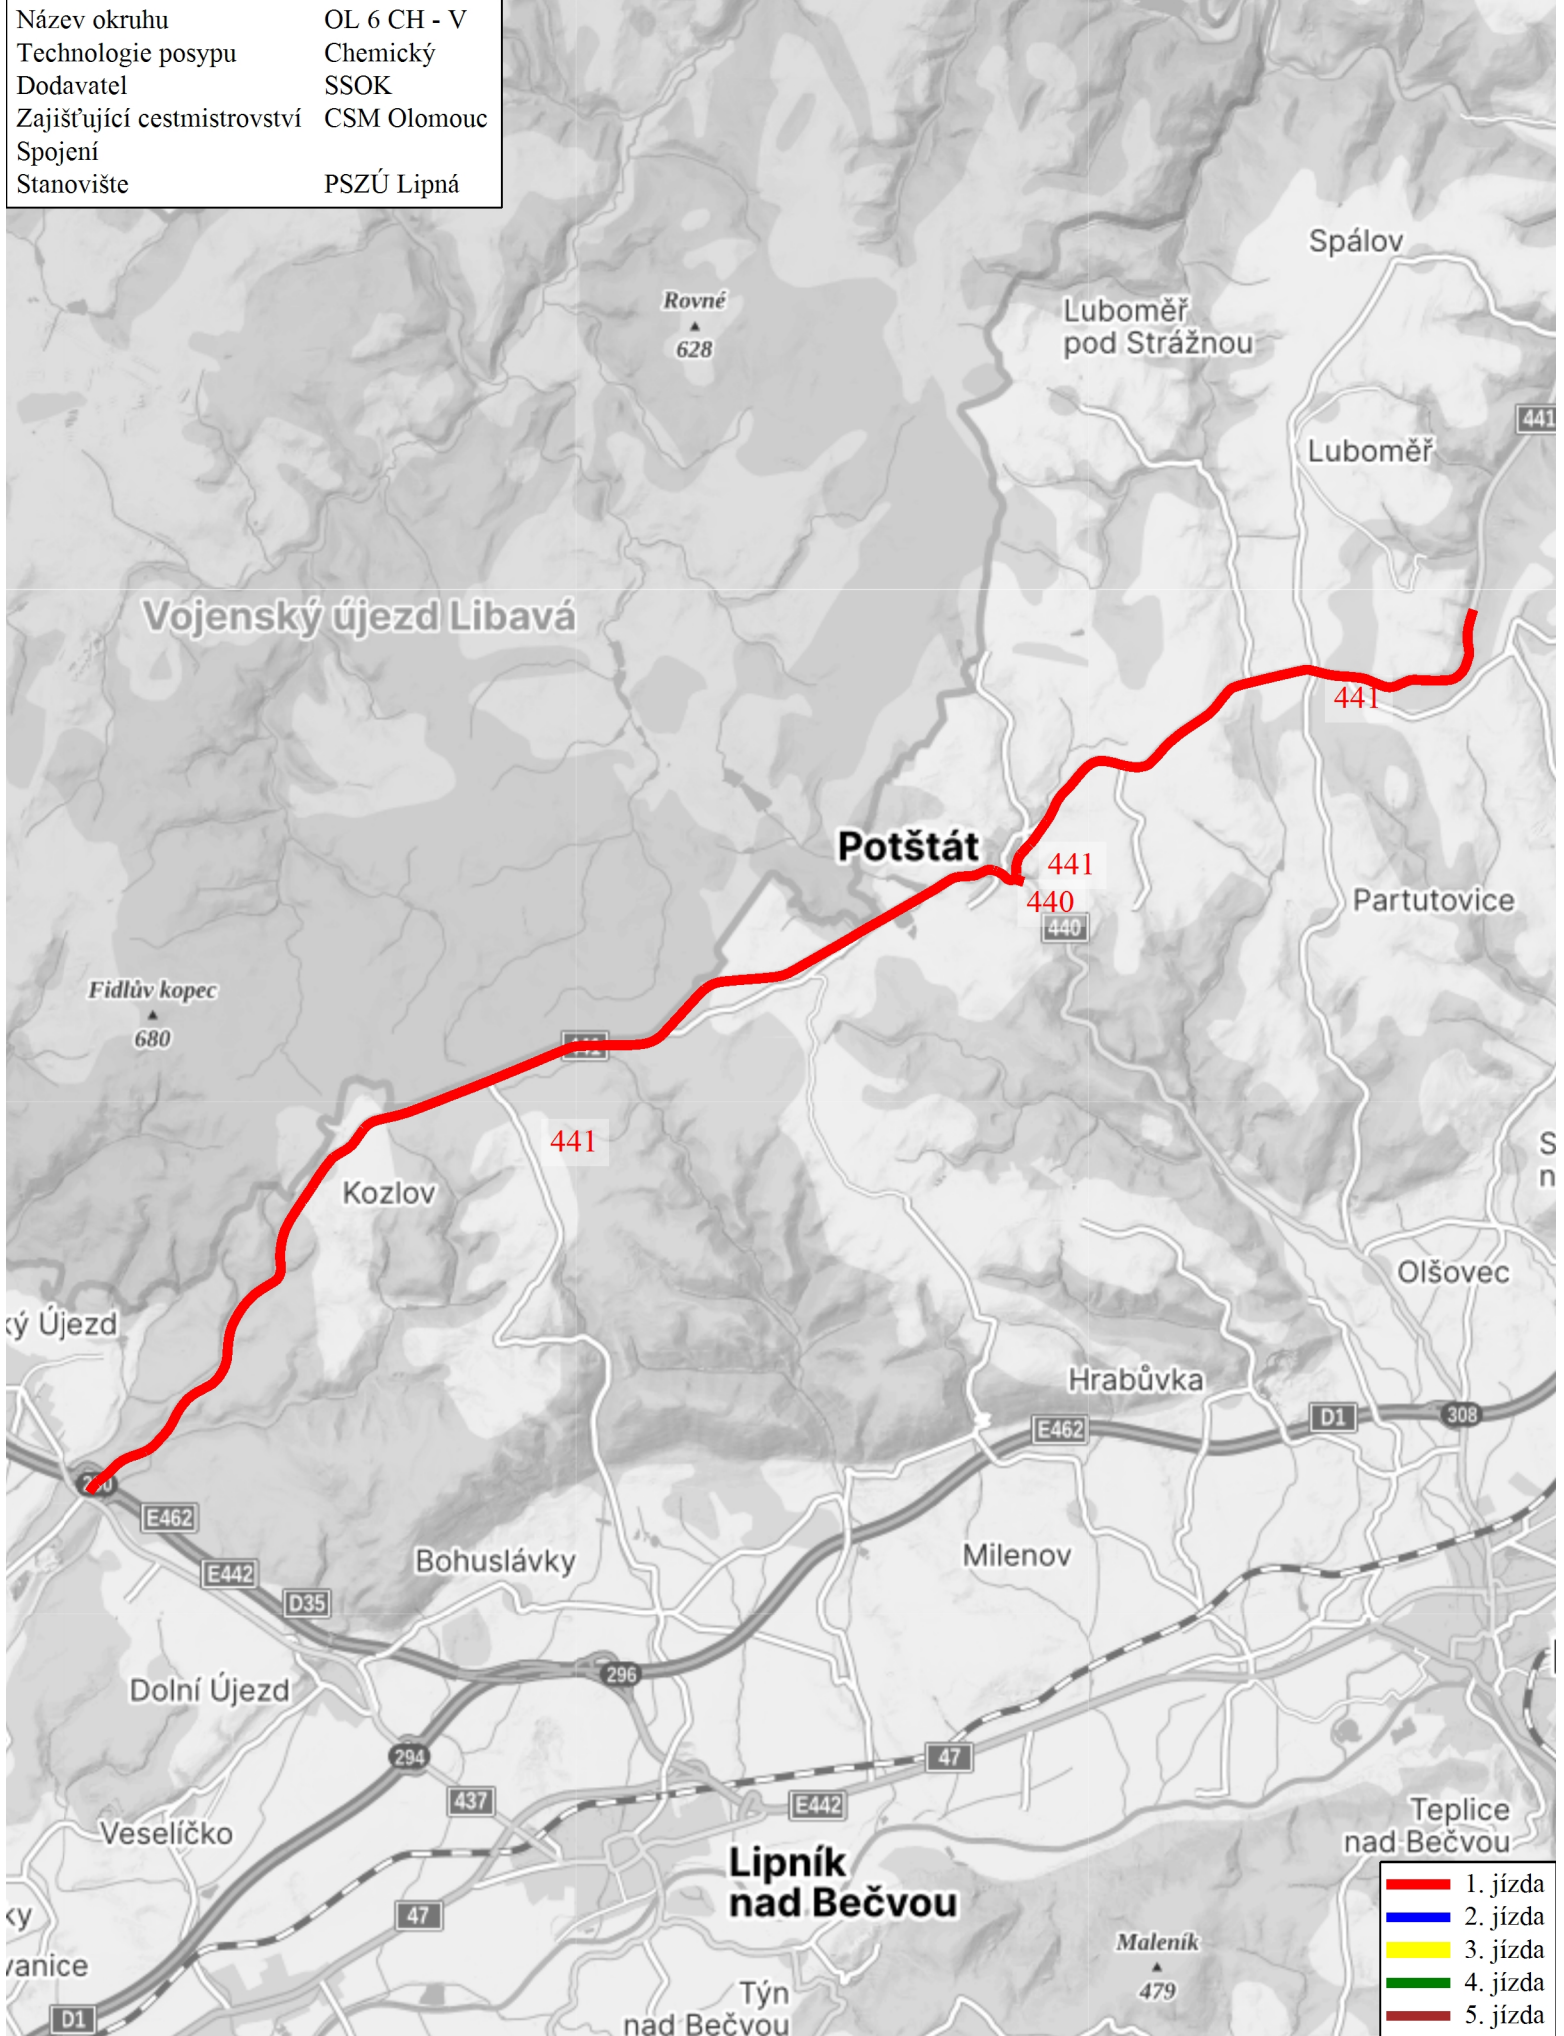 Název okruhu OL 6 CH - V
Technologie posypu Chemický
Dodavatel SSOK
Zajišťující cestmistrovství CSM Olomouc
Spojení
Stanoviště PSZÚ Lipná
Spálov
Rovné
628
Luboměř
pod Strážnou
441
Luboměř
Vojenský újezd Libavá
441
Potštát
441
440
440
Partutovice
Fidlův kopec
680
441
Kozlov
Olšovec
ký Újezd
Hrabůvka
D1
308
E462
E462
Bohuslávky
Milenov
E442
D35
Dolní Újezd
296
294
47
437
E442
Veselíčko
Teplice
nad Bečvou
Lipník
nad Bečvou
47
ky
Maleník
479
vanice
Týn
nad Bečvou
D1
1. jízda
2. jízda
3. jízda
4. jízda
5. jízda